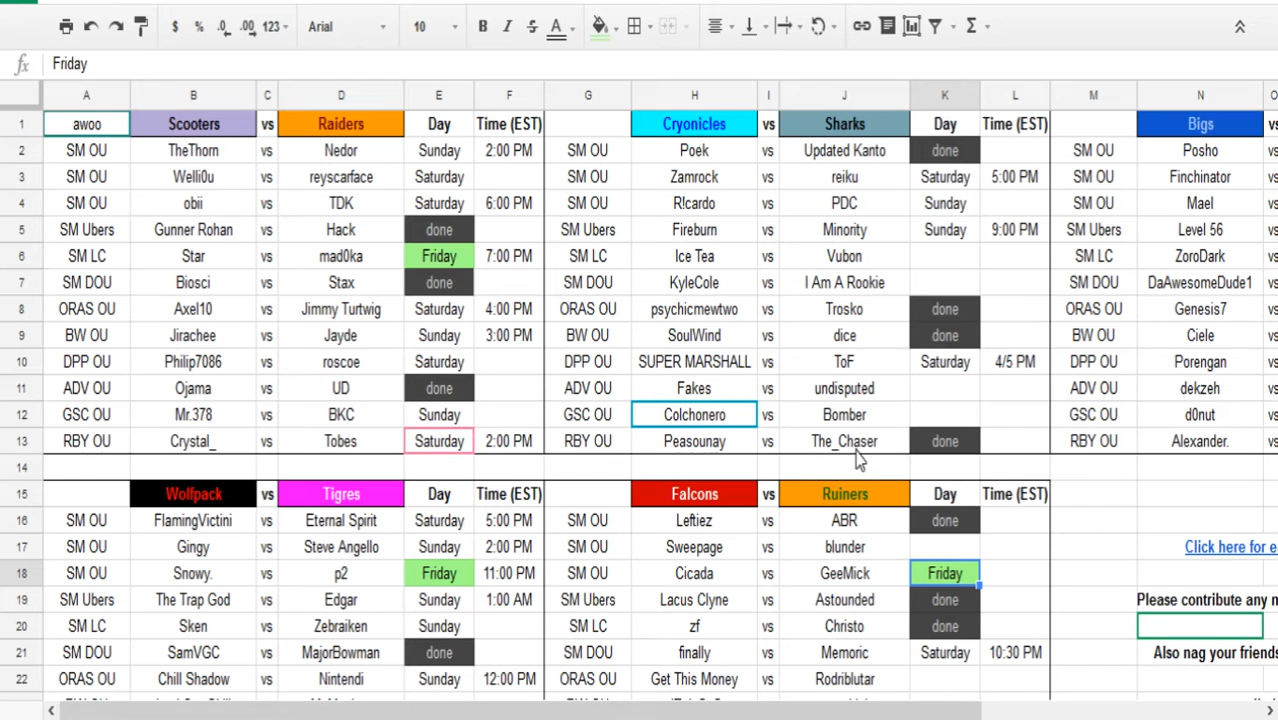 $ % .0 .00 123 Arial 10 B I S A Σ
fx Friday
A B C D E F G H I J K L M N O
1 awoo Scooters vs Raiders Day Time (EST) Cryonicles vs Sharks Day Time (EST) Bigs vs
2 SM OU TheThorn vs Nedor Sunday 2:00 PM SM OU Poek vs Updated Kanto done SM OU Posho vs
3 SM OU Welli0u vs reyscarface Saturday SM OU Zamrock vs reiku Saturday 5:00 PM SM OU Finchinator vs
4 SM OU obii vs TDK Saturday 6:00 PM SM OU R!cardo vs PDC Sunday SM OU Mael vs
5 SM Ubers Gunner Rohan vs Hack done SM Ubers Fireburn vs Minority Sunday 9:00 PM SM Ubers Level 56 vs
6 SM LC Star vs mad0ka Friday 7:00 PM SM LC Ice Tea vs Vubon SM LC ZoroDark vs
7 SM DOU Biosci vs Stax done SM DOU KyleCole vs I Am A Rookie SM DOU DaAwesomeDude1 vs
8 ORAS OU Axel10 vs Jimmy Turtwig Saturday 4:00 PM ORAS OU psychicmewtwo vs Trosko done ORAS OU Genesis7 vs
9 BW OU Jirachee vs Jayde Sunday 3:00 PM BW OU SoulWind vs dice done BW OU Ciele vs
10 DPP OU Philip7086 vs roscoe Saturday DPP OU SUPER MARSHALL vs ToF Saturday 4/5 PM DPP OU Porengan vs
11 ADV OU Ojama vs UD done ADV OU Fakes vs undisputed ADV OU dekzeh vs
12 GSC OU Mr.378 vs BKC Sunday GSC OU Colchonero vs Bomber GSC OU d0nut vs
13 RBY OU Crystal_ vs Tobes Saturday 2:00 PM RBY OU Peasounay vs The_Chaser done RBY OU Alexander. vs
14
15 Wolfpack vs Tigres Day Time (EST) Falcons vs Ruiners Day Time (EST)
16 SM OU FlamingVictini vs Eternal Spirit Saturday 5:00 PM SM OU Leftiez vs ABR done
17 SM OU Gingy vs Steve Angello Sunday 2:00 PM SM OU Sweepage vs blunder Click here for e
18 SM OU Snowy. vs p2 Friday 11:00 PM SM OU Cicada vs GeeMick Friday
19 SM Ubers The Trap God vs Edgar Sunday 1:00 AM SM Ubers Lacus Clyne vs Astounded done Please contribute any n
20 SM LC Sken vs Zebraiken Sunday SM LC zf vs Christo done
21 SM DOU SamVGC vs MajorBowman done SM DOU finally vs Memoric Saturday 10:30 PM Also nag your friends
22 ORAS OU Chill Shadow vs Nintendi Sunday 12:00 PM ORAS OU Get This Money vs Rodriblutar